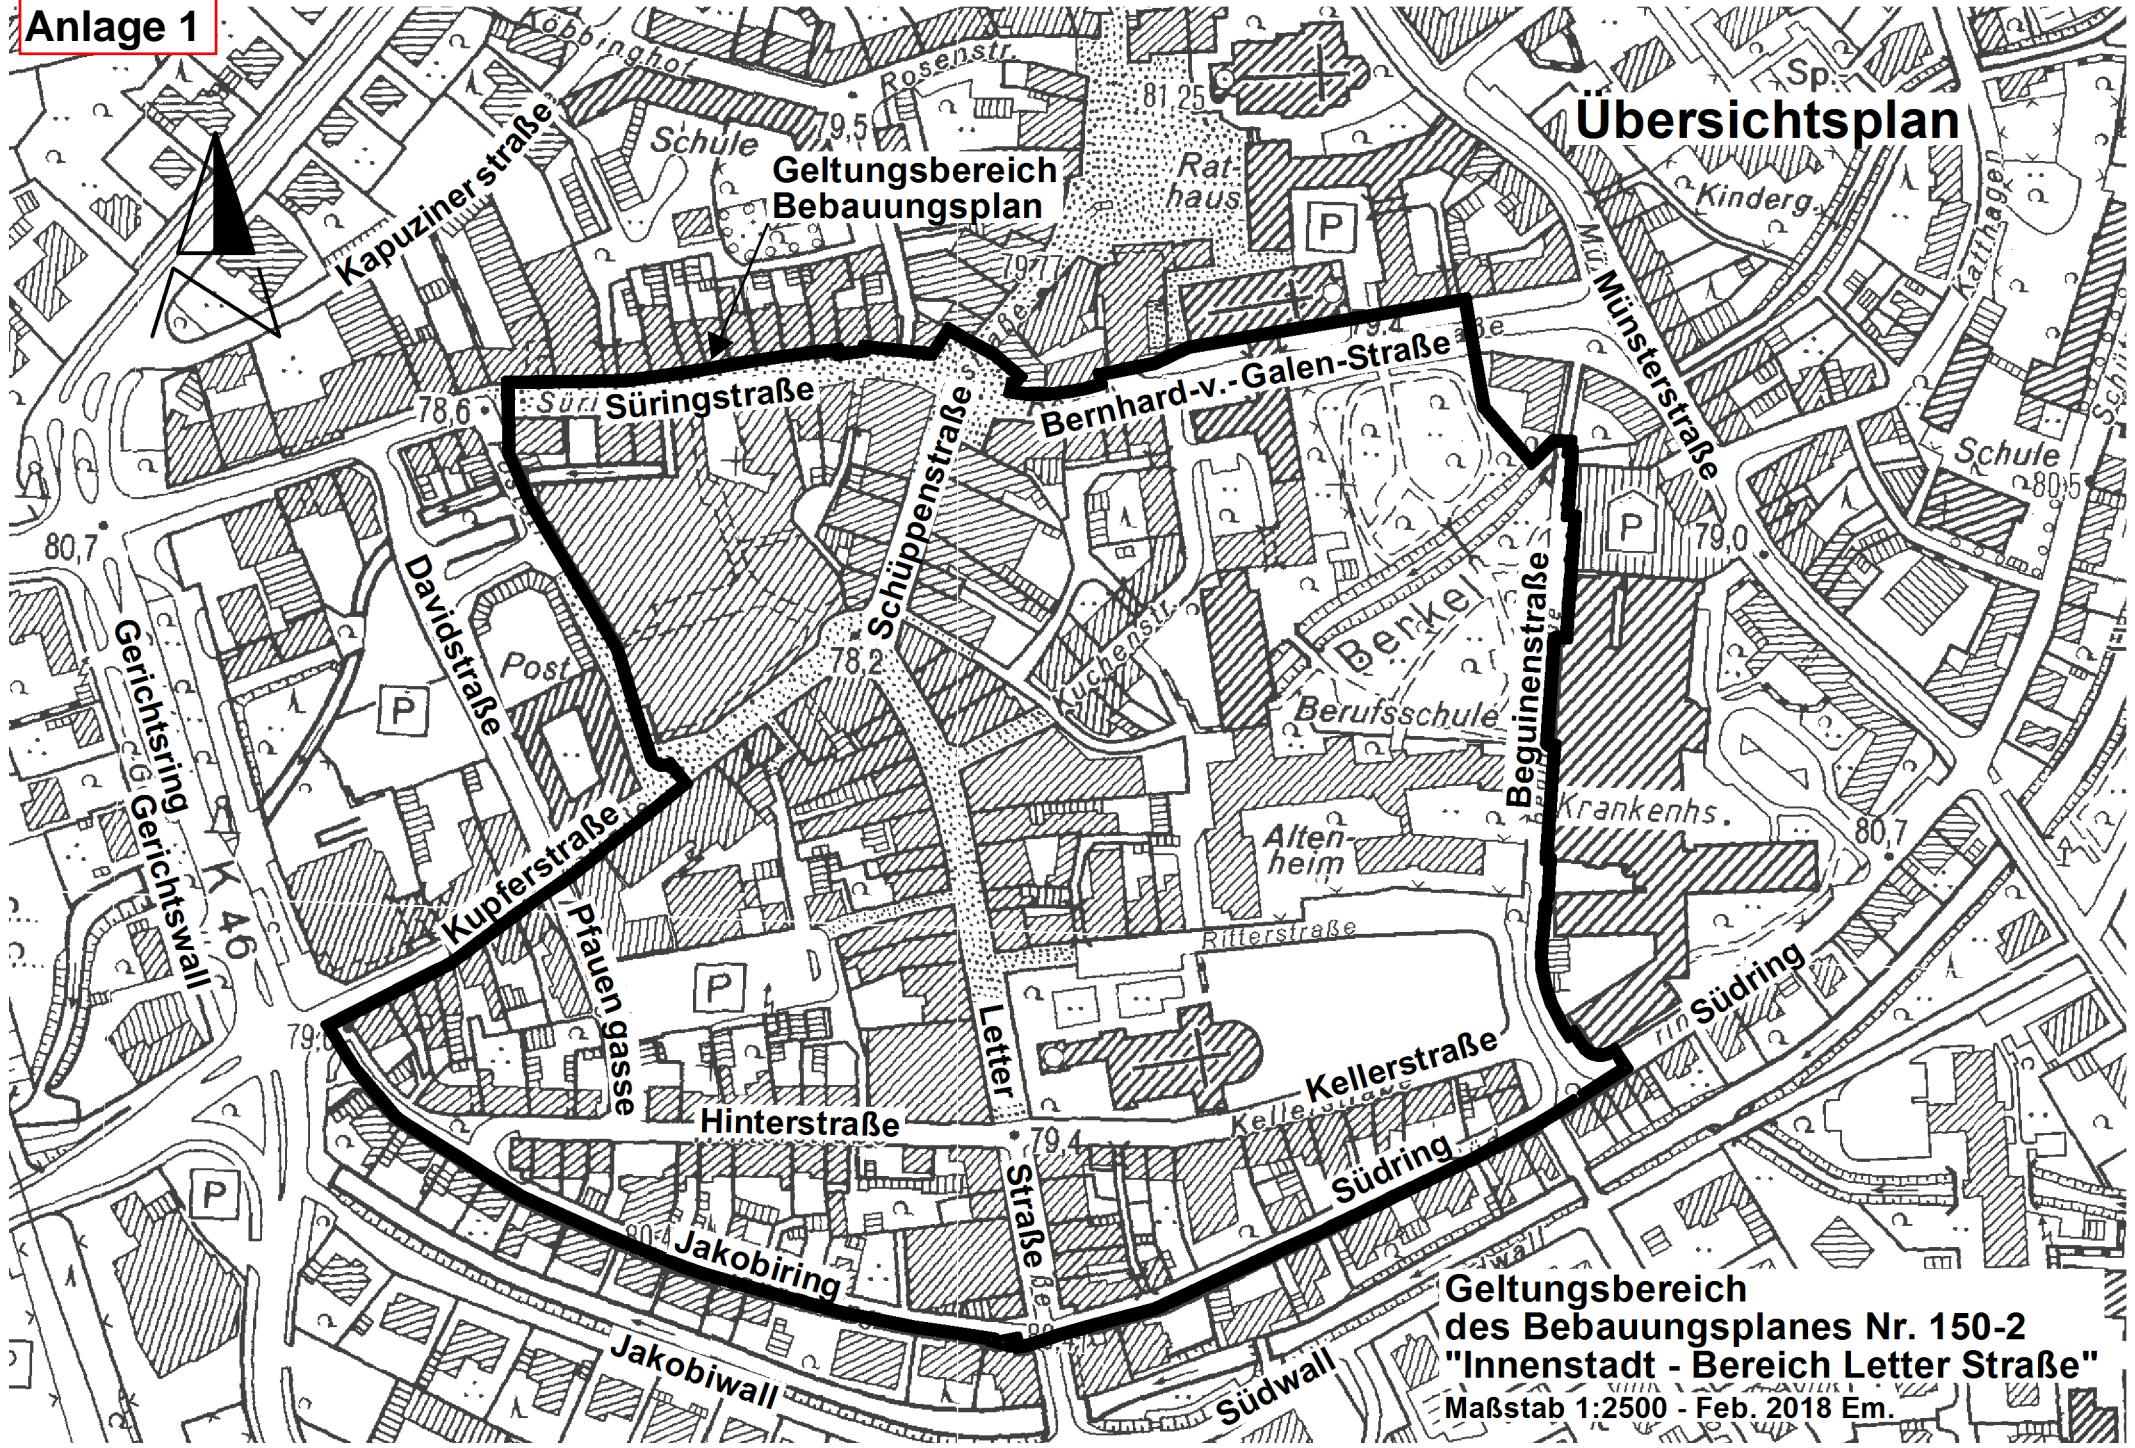 Anlage 1
Übersichtsplan
Rosenstr.
81,25
Sp.
79,5
Schule
Kapuzinerstraße
Geltungsbereich
Bebauungsplan
Rat-
haus
P
Kinderg.
Kathagen
79,77
Münsterstraße
79.4
Bernhard-v.-Galen-Straße
Süringstraße
78,6
Schüppenstraße
Schule
80,5
80,7
P
79,0
Davidstraße
Beguinenstraße
Berkel
Gerichtsring
Post
78,2
P
Berufsschule
Gerichtswall
Kupferstraße
Krankenhs.
80,7
Alten-
heim
K 46
Pfauengasse
Ritterstraße
P
Südring
Letter
Straße
Kellerstraße
Hinterstraße
79,4
Südring
P
Jakobiring
Jakobiwall
Südwall
Geltungsbereich
des Bebauungsplanes Nr. 150-2
"Innenstadt - Bereich Letter Straße"
Maßstab 1:2500 - Feb. 2018 Em.